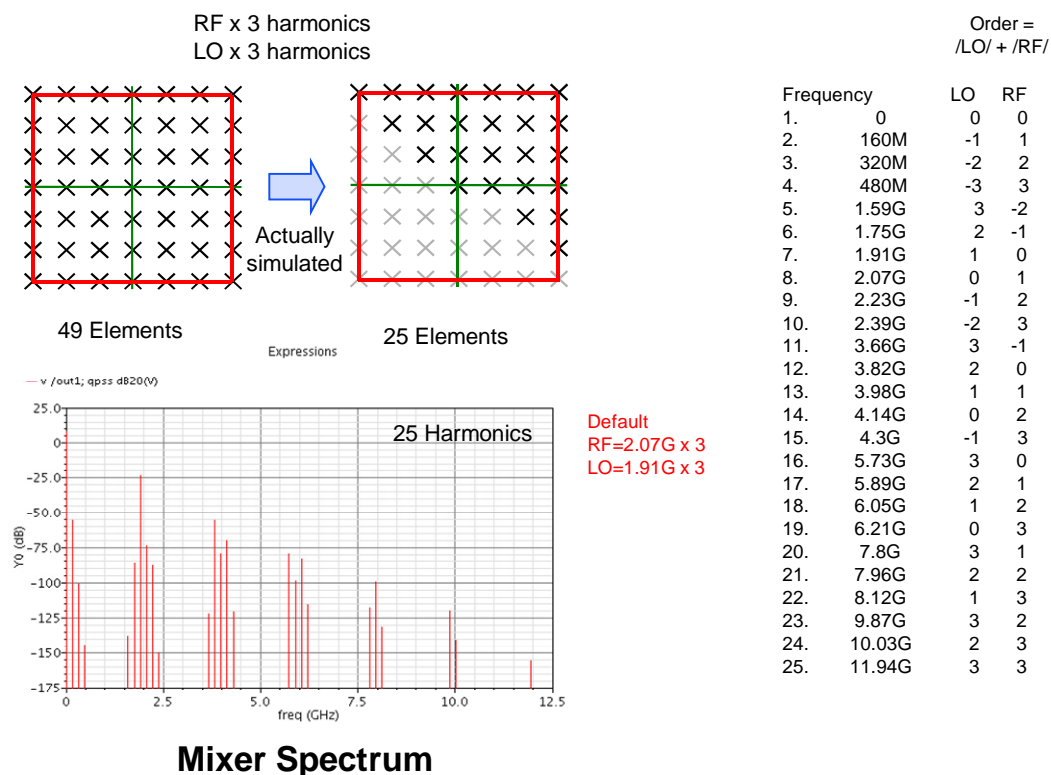 RF x 3 harmonics
LO x 3 harmonics
Actually
simulated
49 Elements
25 Elements
Expressions
v /out1; qpss dB20(V)
25 Harmonics
Y0 (dB)
25.0
0
-25.0
-50.0
-75.0
-100
-125
-150
-175
0 2.5 5.0 7.5 10.0 12.5
freq (GHz)
Mixer Spectrum
Default
RF=2.07G x 3
LO=1.91G x 3
Order =
/LO/ + /RF/
Frequency LO RF
1. 0 0 0
2. 160M -1 1
3. 320M -2 2
4. 480M -3 3
5. 1.59G 3 -2
6. 1.75G 2 -1
7. 1.91G 1 0
8. 2.07G 0 1
9. 2.23G -1 2
10. 2.39G -2 3
11. 3.66G 3 -1
12. 3.82G 2 0
13. 3.98G 1 1
14. 4.14G 0 2
15. 4.3G -1 3
16. 5.73G 3 0
17. 5.89G 2 1
18. 6.05G 1 2
19. 6.21G 0 3
20. 7.8G 3 1
21. 7.96G 2 2
22. 8.12G 1 3
23. 9.87G 3 2
24. 10.03G 2 3
25. 11.94G 3 3